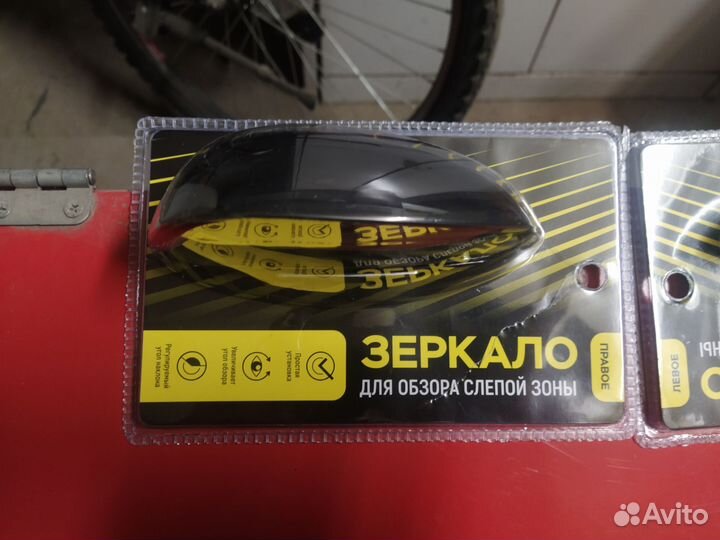 ЗЕРКАЛО
ДЛЯ ОБЗОРА СЛЕПОЙ ЗОНЫ
ПРАВОЕ
Простая
установка
Увеличивает
угол обзора
Регулируемый
угол наклона
ЛЕВОЕ
Avito